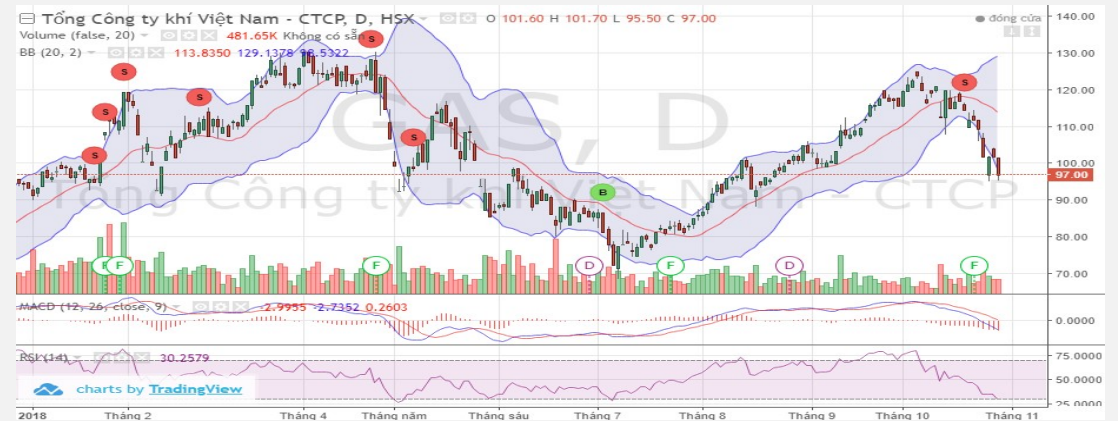 Tổng Công ty khí Việt Nam - CTCP, D, HSX O 101.60 H 101.70 L 95.50 C 97.00
đóng cửa
Volume (false, 20) 481.65K Không có sẵn
BB (20, 2) 113.8350 129.1378
GAS, D
Tổng Công ty khí Việt Nam - CTCP
S
S
S
S
S
S
S
B
140.00
130.00
120.00
110.00
100.00
97.00
90.00
80.00
70.00
F
F
D
F
D
F
MACD (12, 26, close, 9) -2.7352 0.2603
0.0000
RSI (14) 30.2579
75.0000
50.0000
25.0000
charts by TradingView
2018 Tháng 2 Tháng 4 Tháng năm Tháng sáu Tháng 7 Tháng 8 Tháng 9 Tháng 10 Tháng 11